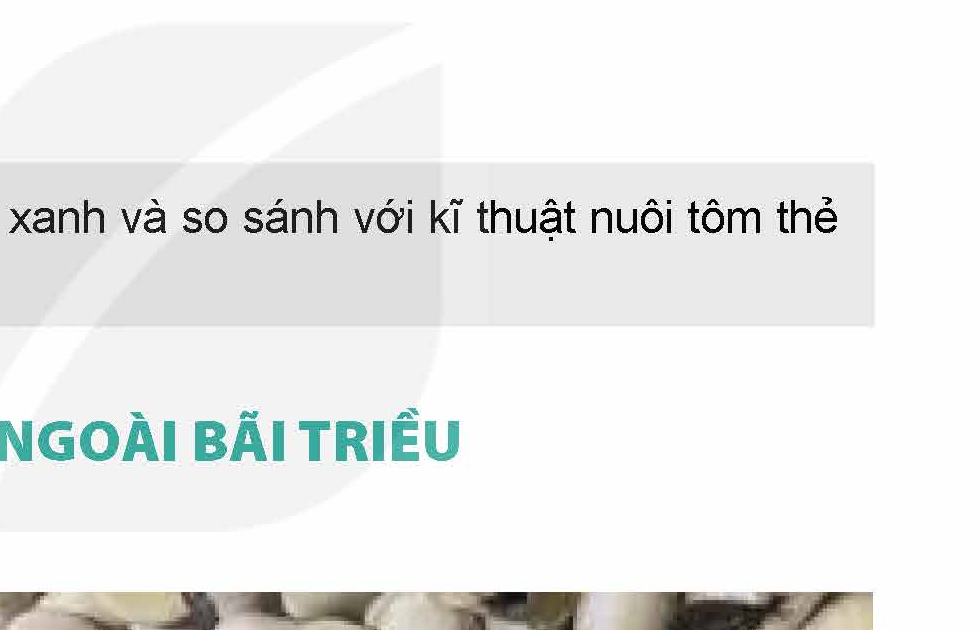 xanh và so sánh với kĩ thuật nuôi tôm thẻ
NGOÀI BÃI TRIỀU